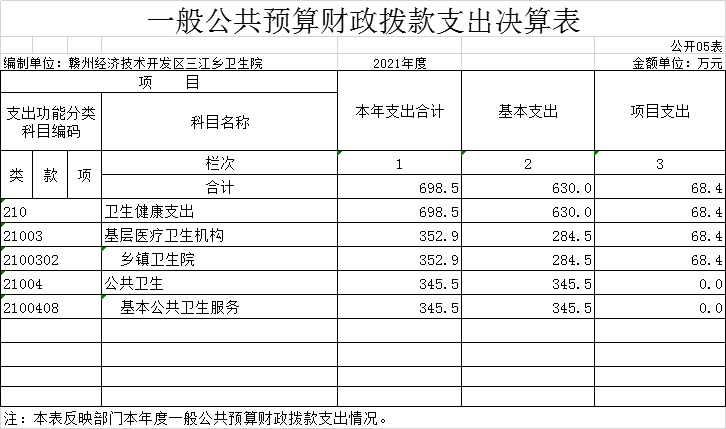 一般公共预算财政拨款支出决算表
公开05表
编制单位：赣州经济技术开发区三江乡卫生院 2021年度 金额单位：万元
项 目 本年支出合计 基本支出 项目支出
支出功能分类科目编码 科目名称
类 款 项 栏次 1 2 3
合计 698.5 630.0 68.4
210 卫生健康支出 698.5 630.0 68.4
21003 基层医疗卫生机构 352.9 284.5 68.4
2100302 乡镇卫生院 352.9 284.5 68.4
21004 公共卫生 345.5 345.5 0.0
2100408 基本公共卫生服务 345.5 345.5 0.0
注：本表反映部门本年度一般公共预算财政拨款支出情况。